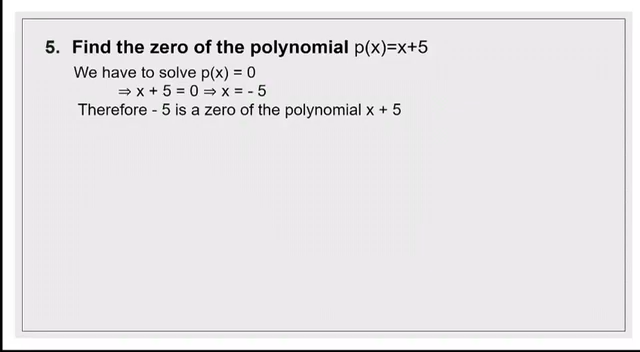 5. Find the zero of the polynomial p(x)=x+5
We have to solve p(x) = 0
⇒ x + 5 = 0 ⇒ x = - 5
Therefore - 5 is a zero of the polynomial x + 5